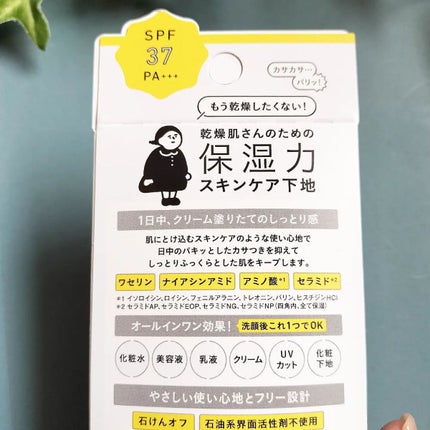 SPF
37
PA+++
カサカサ…
パリッ!
もう乾燥したくない!
乾燥肌さんのための
保湿力
スキンケア下地
1日中、クリーム塗りたてのしっとり感
肌にとけ込むスキンケアのような使い心地で
日中のパキッとしたカサつきを抑えて
しっとりふっくらとした肌をキープします。
ワセリン ナイアシンアミド アミノ酸*1 セラミド*2
*1 イソロイシン、ロイシン、フェニルアラニン、トレオニン、バリン、ヒスチジンHCl
*2 セラミドAP、セラミドEOP、セラミドNG、セラミドNP(四角内、全て保湿)
オールインワン効果! 洗顔後これ1つでOK
化粧水 美容液 乳液 クリーム UVカット 化粧下地
やさしい使い心地とフリー設計
石けんオフ 石油系界面活性剤不使用